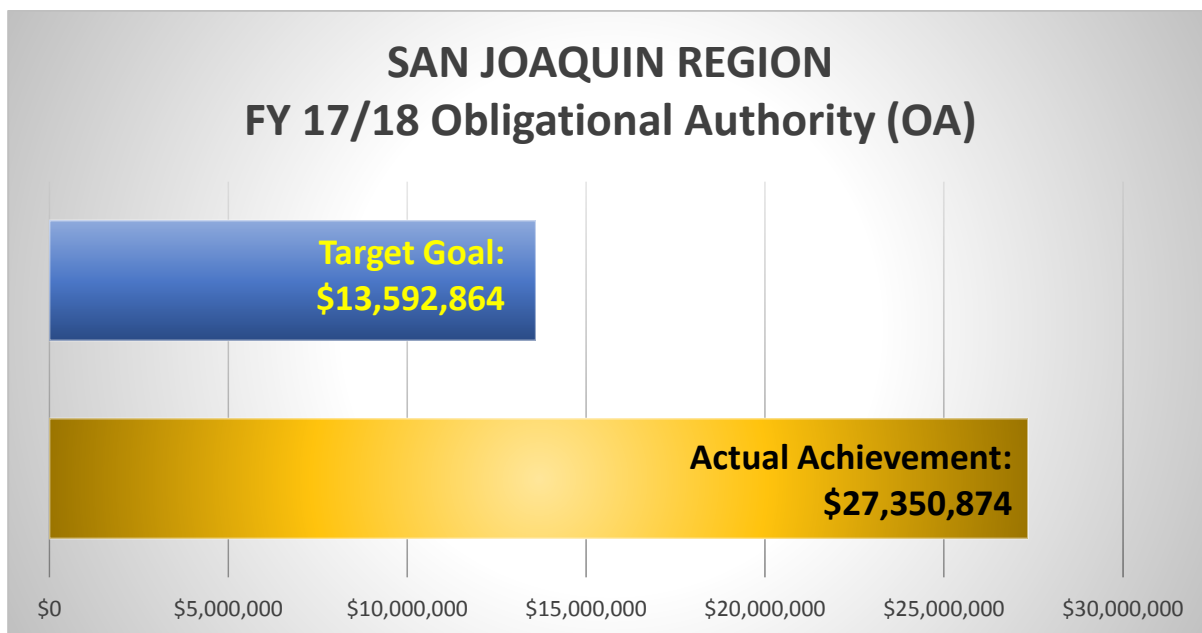 SAN JOAQUIN REGION
FY 17/18 Obligational Authority (OA)
Target Goal:
$13,592,864
Actual Achievement:
$27,350,874
$0 $5,000,000 $10,000,000 $15,000,000 $20,000,000 $25,000,000 $30,000,000